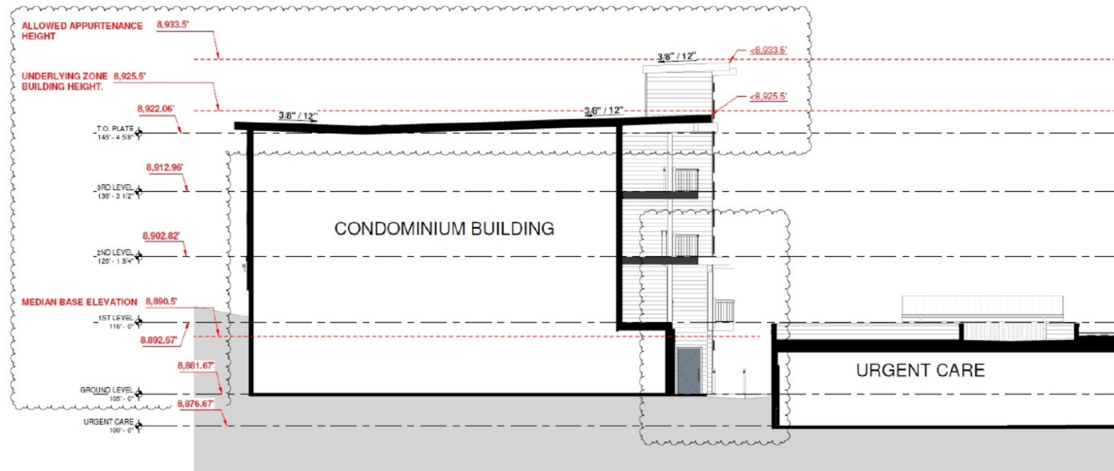 ALLOWED APPURTENANCE 8,933.5'
HEIGHT
3/8" / 12"
<8,933.5'
UNDERLYING ZONE 8,925.5'
BUILDING HEIGHT.
<8,925.5'
8,922.06'
3/8" / 12"
3/8" / 12"
T.O. PLATE
145' - 4 5/8"
8,912.96'
3RD LEVEL
136' - 3 1/2"
CONDOMINIUM BUILDING
8,902.82'
2ND LEVEL
126' - 1 3/4"
MEDIAN BASE ELEVATION 8,890.5'
1ST LEVEL
116' - 0"
8,892.67'
8,881.67'
URGENT CARE
GROUND LEVEL
105' - 0"
8,876.67'
URGENT CARE
100' - 0"